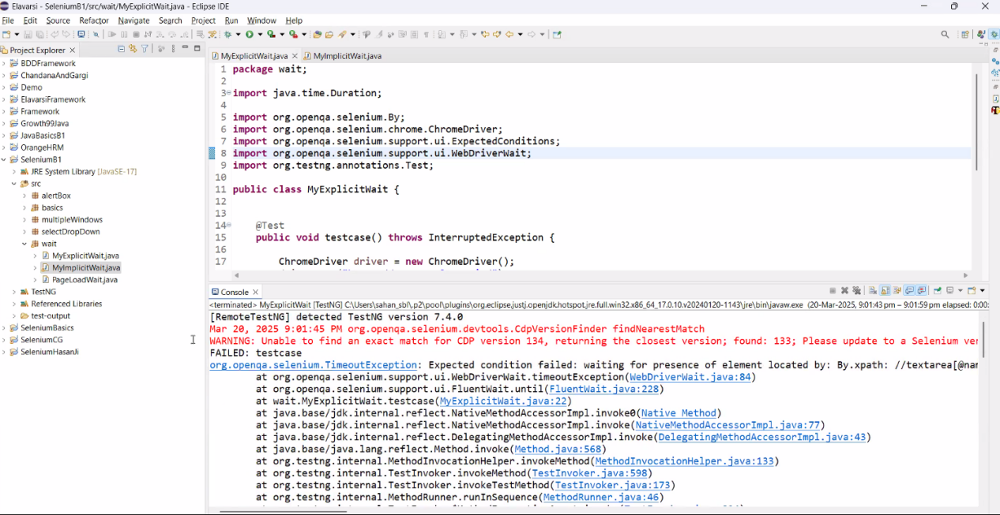 Elavarsi - SeleniumB1/src/wait/MyExplicitWait.java - Eclipse IDE
File Edit Source Refactor Navigate Search Project Run Window Help
Project Explorer
BDDFramework
ChandanaAndGargi
Demo
ElavarsiFramework
Framework
Growth99Java
JavaBasicsB1
OrangeHRM
SeleniumB1
JRE System Library [JavaSE-17]
src
alertBox
basics
multipleWindows
selectDropDown
wait
MyExplicitWait.java
MyImplicitWait.java
PageLoadWait.java
TestNG
Referenced Libraries
test-output
SeleniumBasics
SeleniumCG
SeleniumHasanJi
MyExplicitWait.java MyImplicitWait.java
1 package wait;
2
3 import java.time.Duration;
4
5 import org.openqa.selenium.By;
6 import org.openqa.selenium.chrome.ChromeDriver;
7 import org.openqa.selenium.support.ui.ExpectedConditions;
8 import org.openqa.selenium.support.ui.WebDriverWait;
9 import org.testng.annotations.Test;
10
11 public class MyExplicitWait {
12
13
14 @Test
15 public void testcase() throws InterruptedException {
16
17 ChromeDriver driver = new ChromeDriver();
Console
<terminated> MyExplicitWait [TestNG] C:\Users\sahan_sbl\.p2\pool\plugins\org.eclipse.justj.openjdk.hotspot.jre.full.win32.x86_64_17.0.10.v20240120-1143\jre\bin\javaw.exe (20-Mar-2025, 9:01:43 pm – 9:01:59 pm elapsed: 0:00:
[RemoteTestNG] detected TestNG version 7.4.0
Mar 20, 2025 9:01:45 PM org.openqa.selenium.devtools.CdpVersionFinder findNearestMatch
WARNING: Unable to find an exact match for CDP version 134, returning the closest version; found: 133; Please update to a Selenium ver
FAILED: testcase
org.openqa.selenium.TimeoutException: Expected condition failed: waiting for presence of element located by: By.xpath: //textarea[@nam
at org.openqa.selenium.support.ui.WebDriverWait.timeoutException(WebDriverWait.java:84)
at org.openqa.selenium.support.ui.FluentWait.until(FluentWait.java:228)
at wait.MyExplicitWait.testcase(MyExplicitWait.java:22)
at java.base/jdk.internal.reflect.NativeMethodAccessorImpl.invoke0(Native Method)
at java.base/jdk.internal.reflect.NativeMethodAccessorImpl.invoke(NativeMethodAccessorImpl.java:77)
at java.base/jdk.internal.reflect.DelegatingMethodAccessorImpl.invoke(DelegatingMethodAccessorImpl.java:43)
at java.base/java.lang.reflect.Method.invoke(Method.java:568)
at org.testng.internal.MethodInvocationHelper.invokeMethod(MethodInvocationHelper.java:133)
at org.testng.internal.TestInvoker.invokeMethod(TestInvoker.java:598)
at org.testng.internal.TestInvoker.invokeTestMethod(TestInvoker.java:173)
at org.testng.internal.MethodRunner.runInSequence(MethodRunner.java:46)